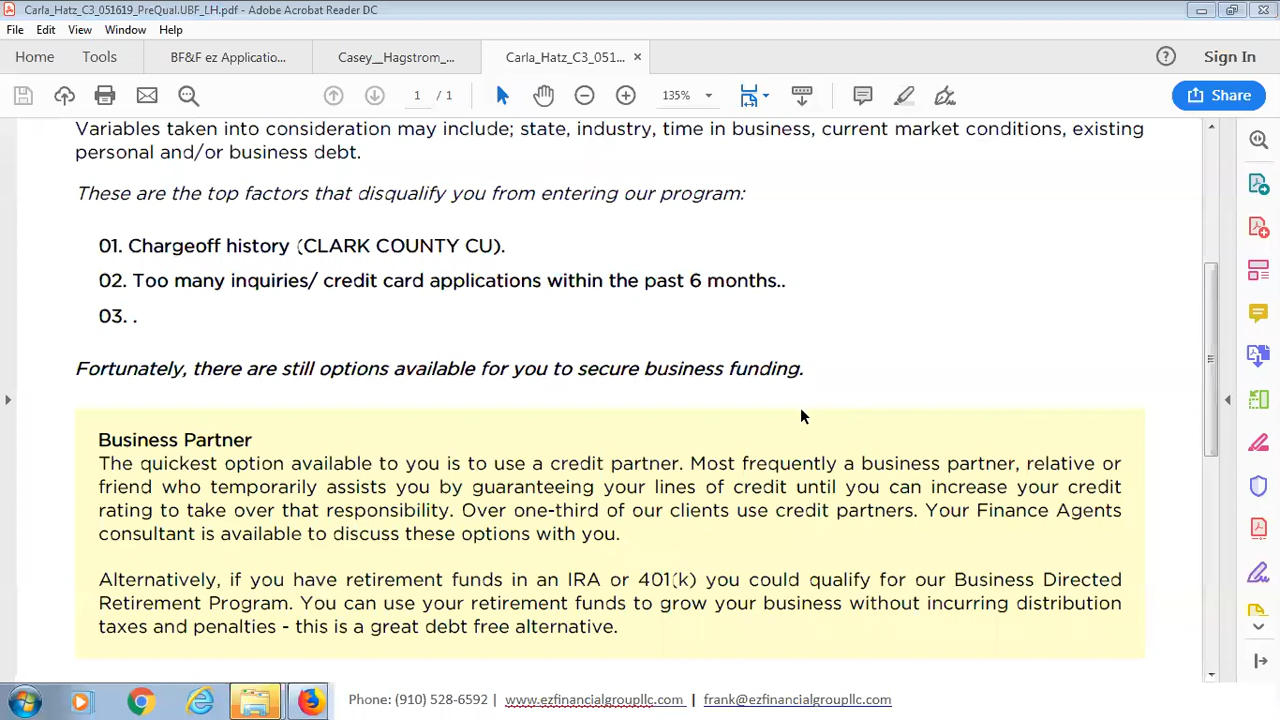 Carla_Hatz_C3_051619_PreQual.UBF_LH.pdf - Adobe Acrobat Reader DC
File Edit View Window Help
Home Tools BF&F ez Applicatio... Casey__Hagstrom_... Carla_Hatz_C3_051... × Sign In
1 / 1 135% Share
Variables taken into consideration may include; state, industry, time in business, current market conditions, existing
personal and/or business debt.
These are the top factors that disqualify you from entering our program:
01. Chargeoff history (CLARK COUNTY CU).
02. Too many inquiries/ credit card applications within the past 6 months..
03. .
Fortunately, there are still options available for you to secure business funding.
Business Partner
The quickest option available to you is to use a credit partner. Most frequently a business partner, relative or
friend who temporarily assists you by guaranteeing your lines of credit until you can increase your credit
rating to take over that responsibility. Over one-third of our clients use credit partners. Your Finance Agents
consultant is available to discuss these options with you.
Alternatively, if you have retirement funds in an IRA or 401(k) you could qualify for our Business Directed
Retirement Program. You can use your retirement funds to grow your business without incurring distribution
taxes and penalties - this is a great debt free alternative.
Phone: (910) 528-6592 | www.ezfinancialgroupllc.com | frank@ezfinancialgroupllc.com